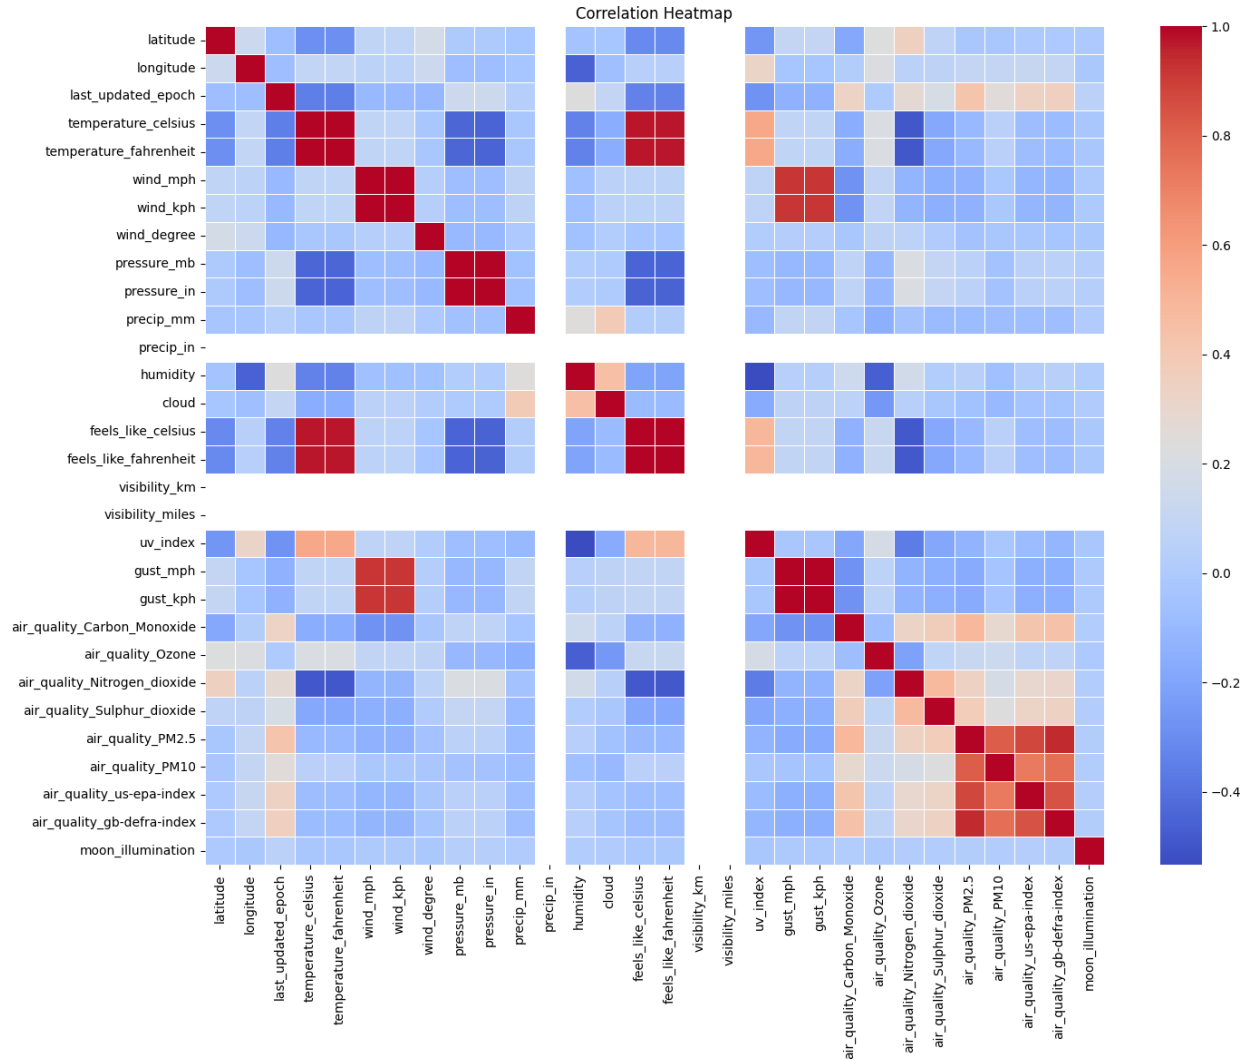 Correlation Heatmap
latitude
longitude
last_updated_epoch
temperature_celsius
temperature_fahrenheit
wind_mph
wind_kph
wind_degree
pressure_mb
pressure_in
precip_mm
precip_in
humidity
cloud
feels_like_celsius
feels_like_fahrenheit
visibility_km
visibility_miles
uv_index
gust_mph
gust_kph
air_quality_Carbon_Monoxide
air_quality_Ozone
air_quality_Nitrogen_dioxide
air_quality_Sulphur_dioxide
air_quality_PM2.5
air_quality_PM10
air_quality_us-epa-index
air_quality_gb-defra-index
moon_illumination
latitude
longitude
last_updated_epoch
temperature_celsius
temperature_fahrenheit
wind_mph
wind_kph
wind_degree
pressure_mb
pressure_in
precip_mm
precip_in
humidity
cloud
feels_like_celsius
feels_like_fahrenheit
visibility_km
visibility_miles
uv_index
gust_mph
gust_kph
air_quality_Carbon_Monoxide
air_quality_Ozone
air_quality_Nitrogen_dioxide
air_quality_Sulphur_dioxide
air_quality_PM2.5
air_quality_PM10
air_quality_us-epa-index
air_quality_gb-defra-index
moon_illumination
1.0
0.8
0.6
0.4
0.2
0.0
−0.2
−0.4